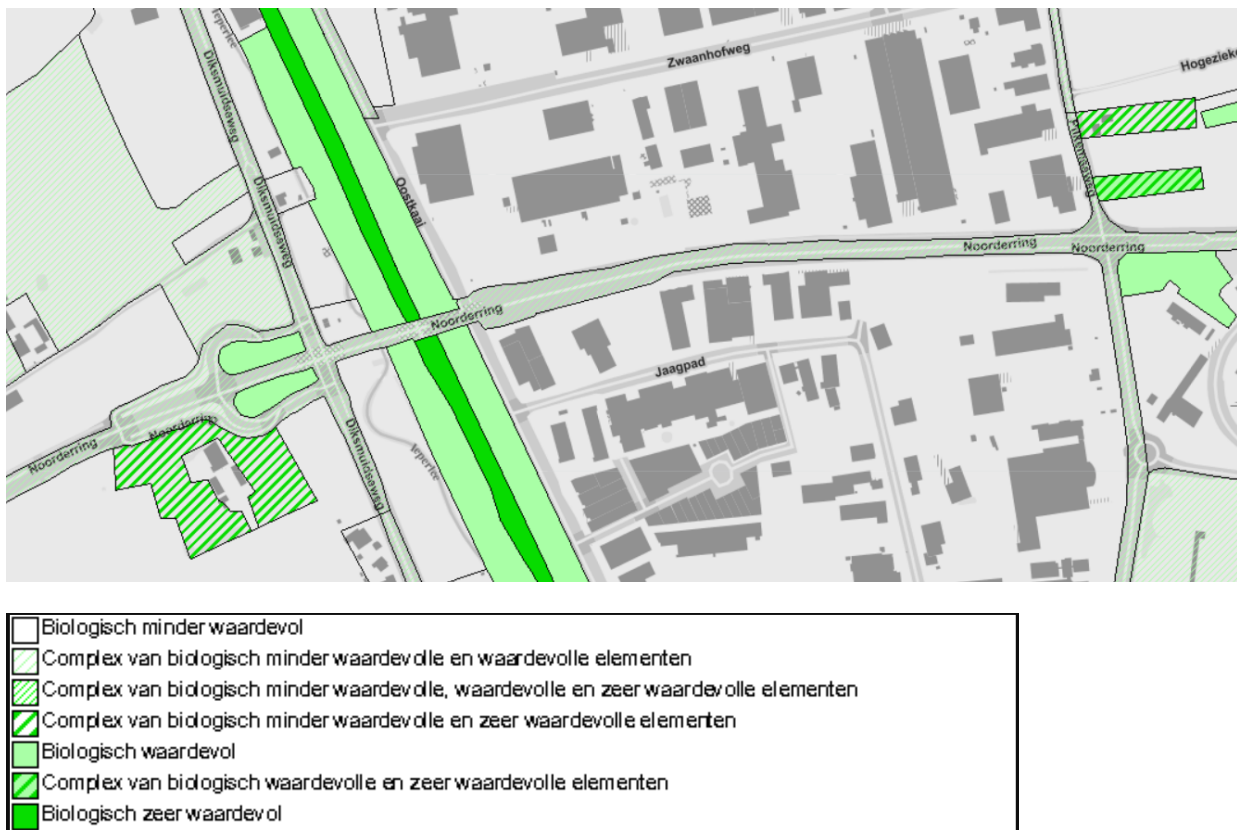 Ieperlee
Diksmuidseweg
Zwaanhofweg
Hogezieke
Pilkemseweg
Oostkaai
Diksmuidseweg
Noorderring
Noorderring
Noorderring
Jaagpad
Noorderring
Noorderring
Diksmuidseweg
Ieperlee
Biologisch minder waardevol
Complex van biologisch minder waardevolle en waardevolle elementen
Complex van biologisch minder waardevolle, waardevolle en zeer waardevolle elementen
Complex van biologisch minder waardevolle en zeer waardevolle elementen
Biologisch waardevol
Complex van biologisch waardevolle en zeer waardevolle elementen
Biologisch zeer waardevol